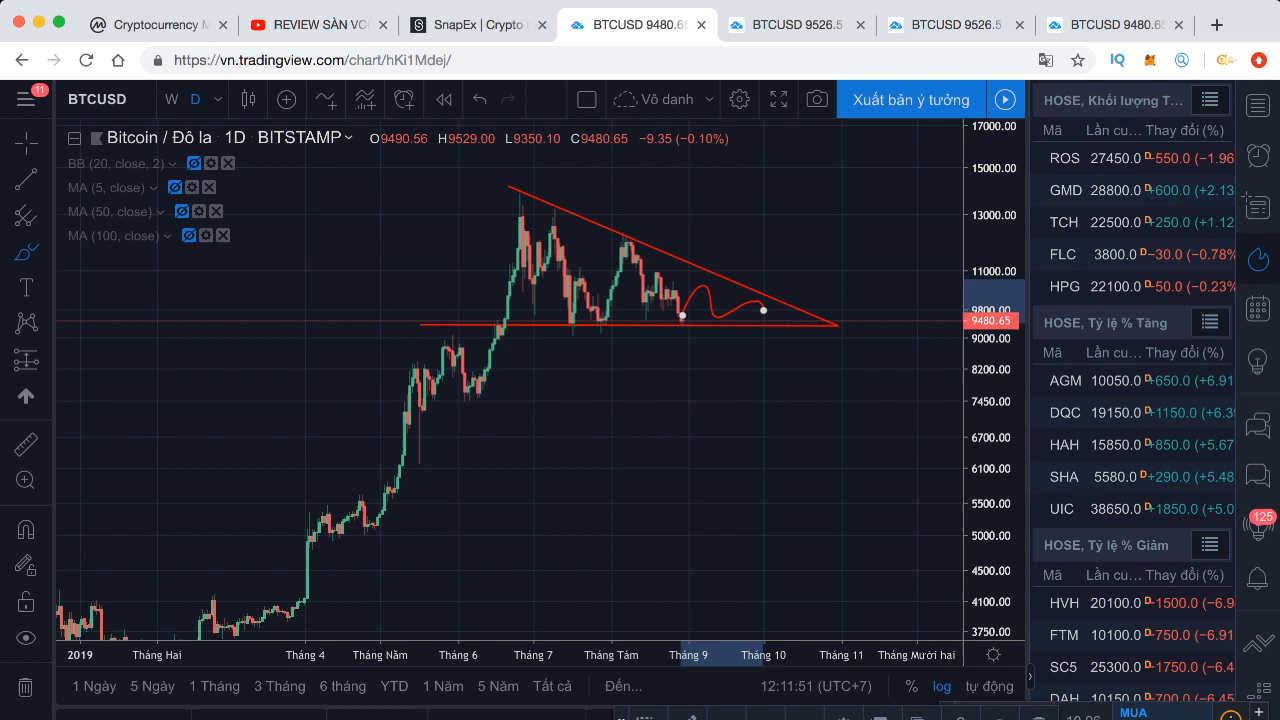 Cryptocurrency M
REVIEW SÀN VC
SnapEx | Crypto
BTCUSD 9480.65
BTCUSD 9526.5
BTCUSD 9526.5
BTCUSD 9480.65
https://vn.tradingview.com/chart/hKi1Mdej/
IQ
11
BTCUSD
W
D
Vô danh
Xuất bản ý tưởng
Bitcoin / Đô la 1D BITSTAMP
O9490.56 H9529.00 L9350.10 C9480.65 −9.35 (−0.10%)
BB (20, close, 2)
MA (5, close)
MA (50, close)
MA (100, close)
17000.00
15000.00
13000.00
11000.00
9800.00
9480.65
9000.00
8200.00
7450.00
6700.00
6100.00
5500.00
5000.00
4500.00
4100.00
3750.00
2019
Tháng Hai
Tháng 4
Tháng Năm
Tháng 6
Tháng 7
Tháng Tám
Tháng 9
Tháng 10
Tháng 11
Tháng Mười hai
1 Ngày
5 Ngày
1 Tháng
3 Tháng
6 tháng
YTD
1 Năm
5 Năm
Tất cả
Đến...
12:11:51 (UTC+7)
%
log
tự động
HOSE, Khối lượng T...
Mã Lần cu... Thay đổi (%)
ROS 27450.0 D −550.0 (−1.96
GMD 28800.0 D +600.0 (+2.13
TCH 22500.0 D +250.0 (+1.12
FLC 3800.0 D −30.0 (−0.78%
HPG 22100.0 D −50.0 (−0.23%
HOSE, Tỷ lệ % Tăng
Mã Lần cu... Thay đổi (%)
AGM 10050.0 D +650.0 (+6.91
DQC 19150.0 D +1150.0 (+6.39
HAH 15850.0 D +850.0 (+5.67
SHA 5580.0 D +290.0 (+5.48
UIC 38650.0 D +1850.0 (+5.0
HOSE, Tỷ lệ % Giảm
Mã Lần cu... Thay đổi (%)
HVH 20100.0 D −1500.0 (−6.9
FTM 10100.0 D −750.0 (−6.91
SC5 25300.0 D −1750.0 (−6.4
DAH 10150.0 D −700.0 (−6.45
125
MUA